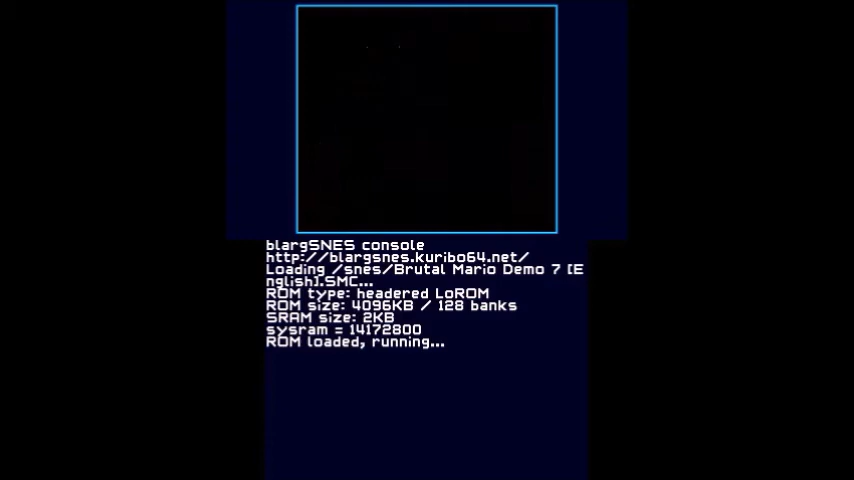 blargSNES console
http://blargsnes.kuribo64.net/
Loading /snes/Brutal Mario Demo 7 [E
nglish].SMC...
ROM type: headered LoROM
ROM size: 4096KB / 128 banks
SRAM size: 2KB
sysram = 14172800
ROM loaded, running...